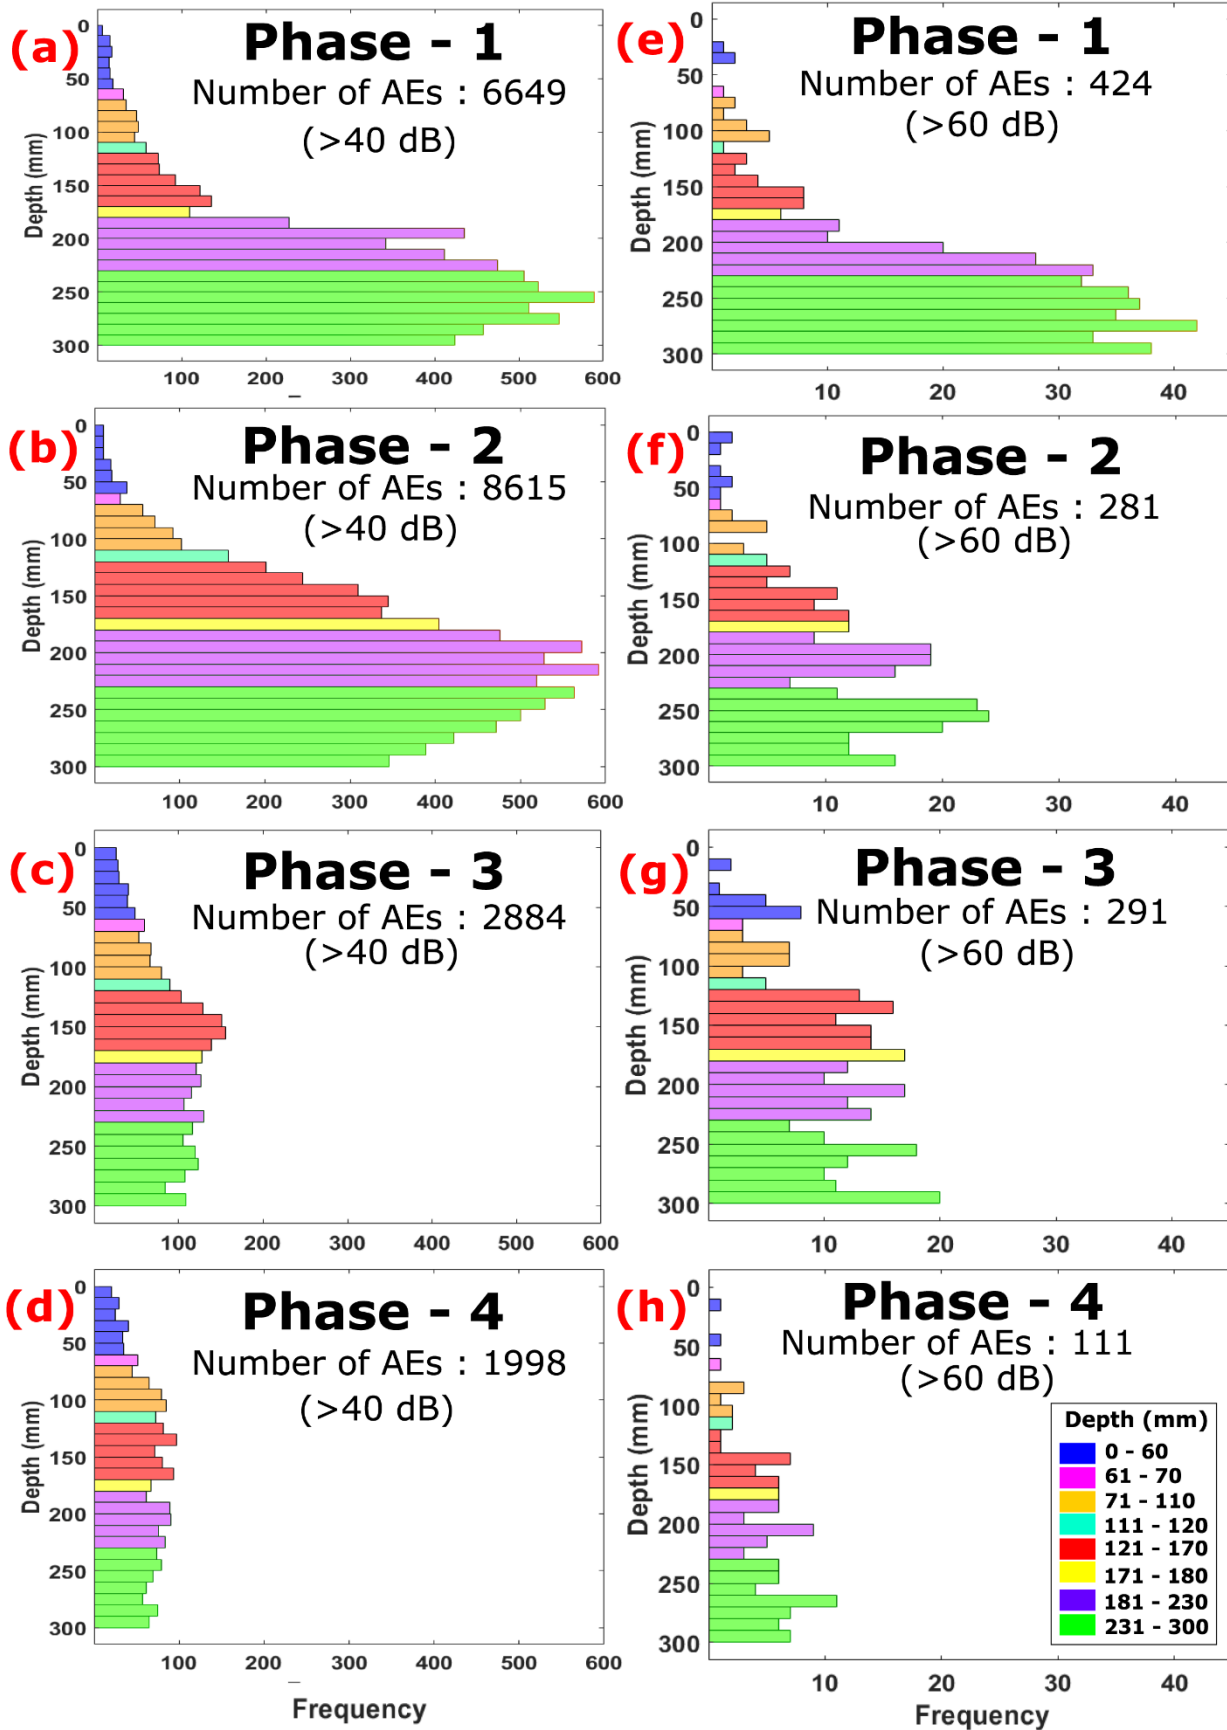 (a)
Phase - 1
Number of AEs : 6649
(>40 dB)
Depth (mm)
0
50
100
150
200
250
300
100
200
300
400
500
600
(e)
Phase - 1
Number of AEs : 424
(>60 dB)
Depth (mm)
0
50
100
150
200
250
300
10
20
30
40
(b)
Phase - 2
Number of AEs : 8615
(>40 dB)
Depth (mm)
0
50
100
150
200
250
300
100
200
300
400
500
600
(f)
Phase - 2
Number of AEs : 281
(>60 dB)
Depth (mm)
0
50
100
150
200
250
300
10
20
30
40
(c)
Phase - 3
Number of AEs : 2884
(>40 dB)
Depth (mm)
0
50
100
150
200
250
300
100
200
300
400
500
600
(g)
Phase - 3
Number of AEs : 291
(>60 dB)
Depth (mm)
0
50
100
150
200
250
300
10
20
30
40
(d)
Phase - 4
Number of AEs : 1998
(>40 dB)
Depth (mm)
0
50
100
150
200
250
300
100
200
300
400
500
600
Frequency
(h)
Phase - 4
Number of AEs : 111
(>60 dB)
Depth (mm)
0
50
100
150
200
250
300
10
20
30
40
Frequency
Depth (mm)
0 - 60
61 - 70
71 - 110
111 - 120
121 - 170
171 - 180
181 - 230
231 - 300